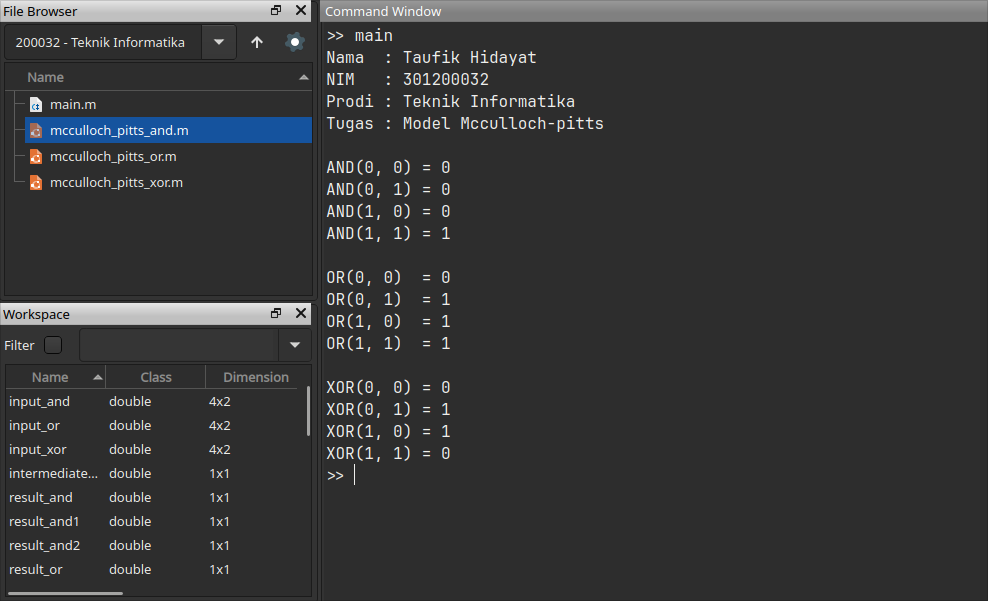 File Browser
200032 - Teknik Informatika
Name
main.m
mcculloch_pitts_and.m
mcculloch_pitts_or.m
mcculloch_pitts_xor.m
Workspace
Filter
Name Class Dimension
input_and double 4x2
input_or double 4x2
input_xor double 4x2
intermediate... double 1x1
result_and double 1x1
result_and1 double 1x1
result_and2 double 1x1
result_or double 1x1
Command Window
>> main
Nama  : Taufik Hidayat
NIM   : 301200032
Prodi : Teknik Informatika
Tugas : Model Mcculloch-pitts
AND(0, 0) = 0
AND(0, 1) = 0
AND(1, 0) = 0
AND(1, 1) = 1
OR(0, 0)  = 0
OR(0, 1)  = 1
OR(1, 0)  = 1
OR(1, 1)  = 1
XOR(0, 0) = 0
XOR(0, 1) = 1
XOR(1, 0) = 1
XOR(1, 1) = 0
>>